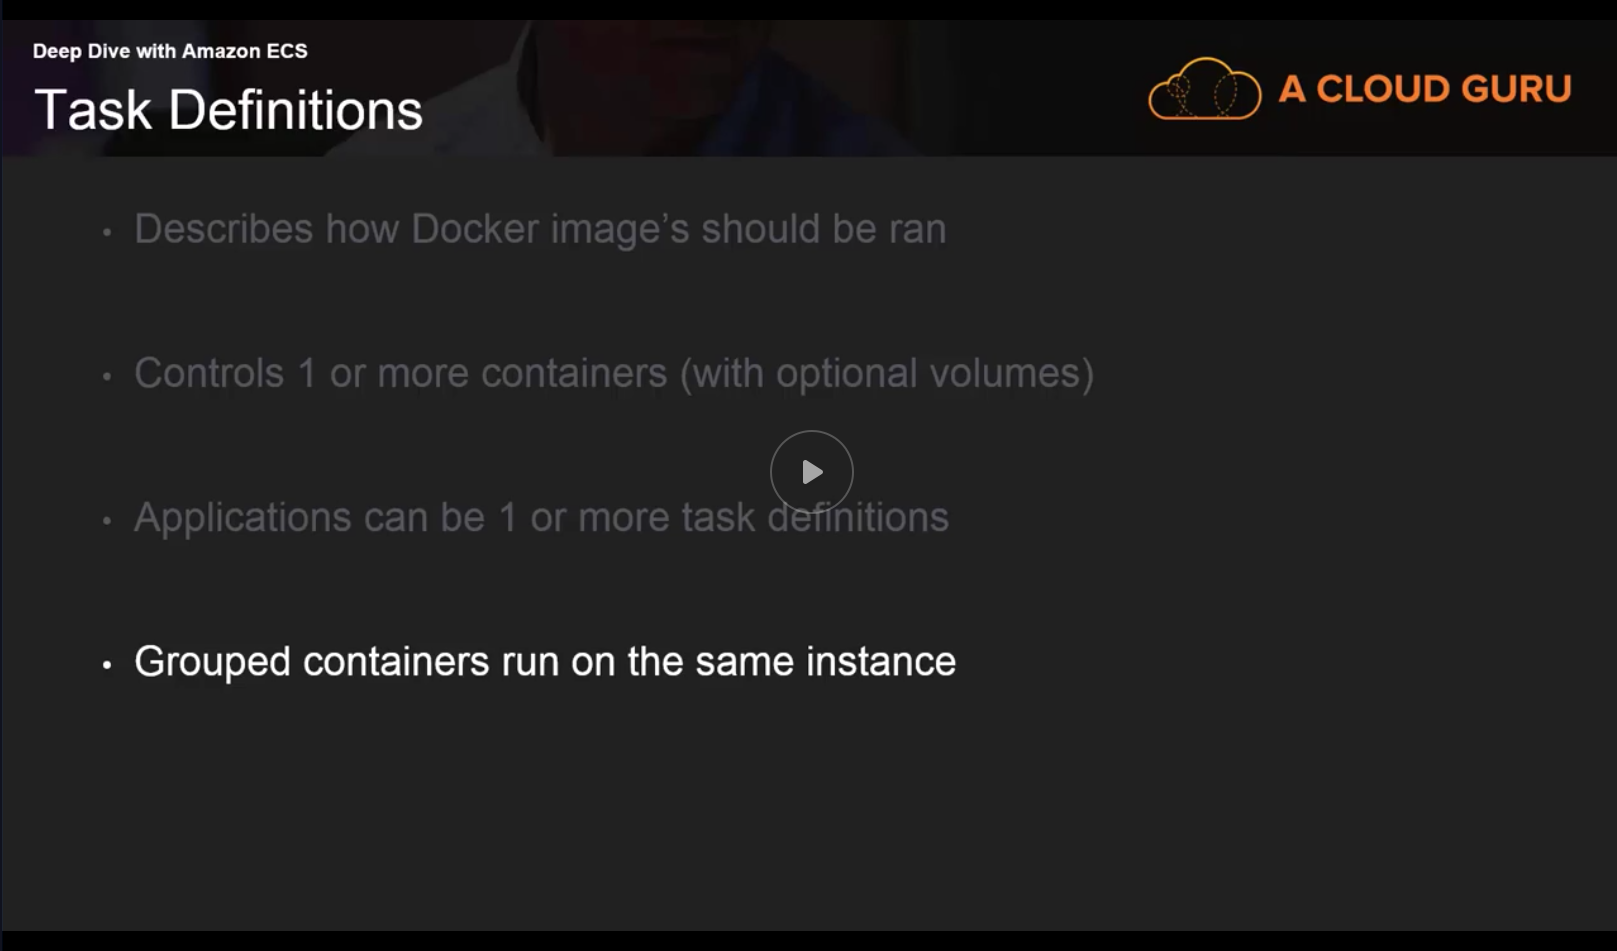 Deep Dive with Amazon ECS
Task Definitions
A CLOUD GURU
• Describes how Docker image’s should be ran
• Controls 1 or more containers (with optional volumes)
• Applications can be 1 or more task definitions
• Grouped containers run on the same instance